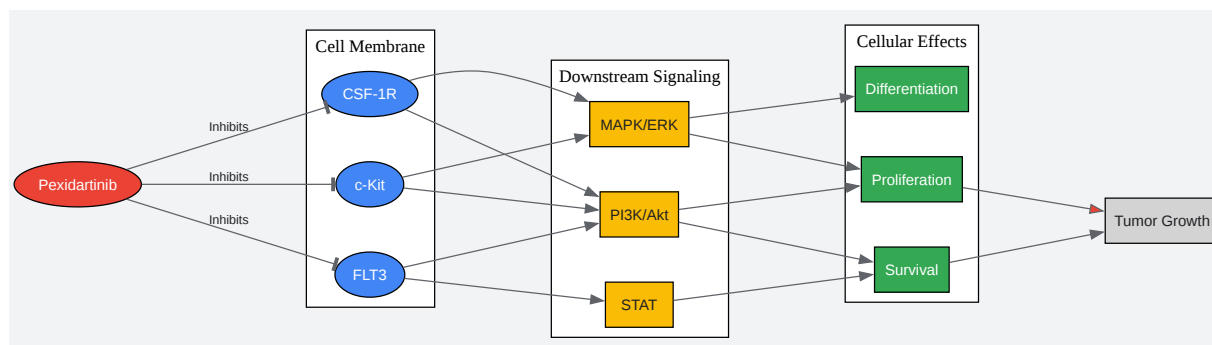 Pexidartinib
Inhibits
Inhibits
Inhibits
Cell Membrane
CSF-1R
c-Kit
FLT3
Downstream Signaling
MAPK/ERK
PI3K/Akt
STAT
Cellular Effects
Differentiation
Proliferation
Survival
Tumor Growth